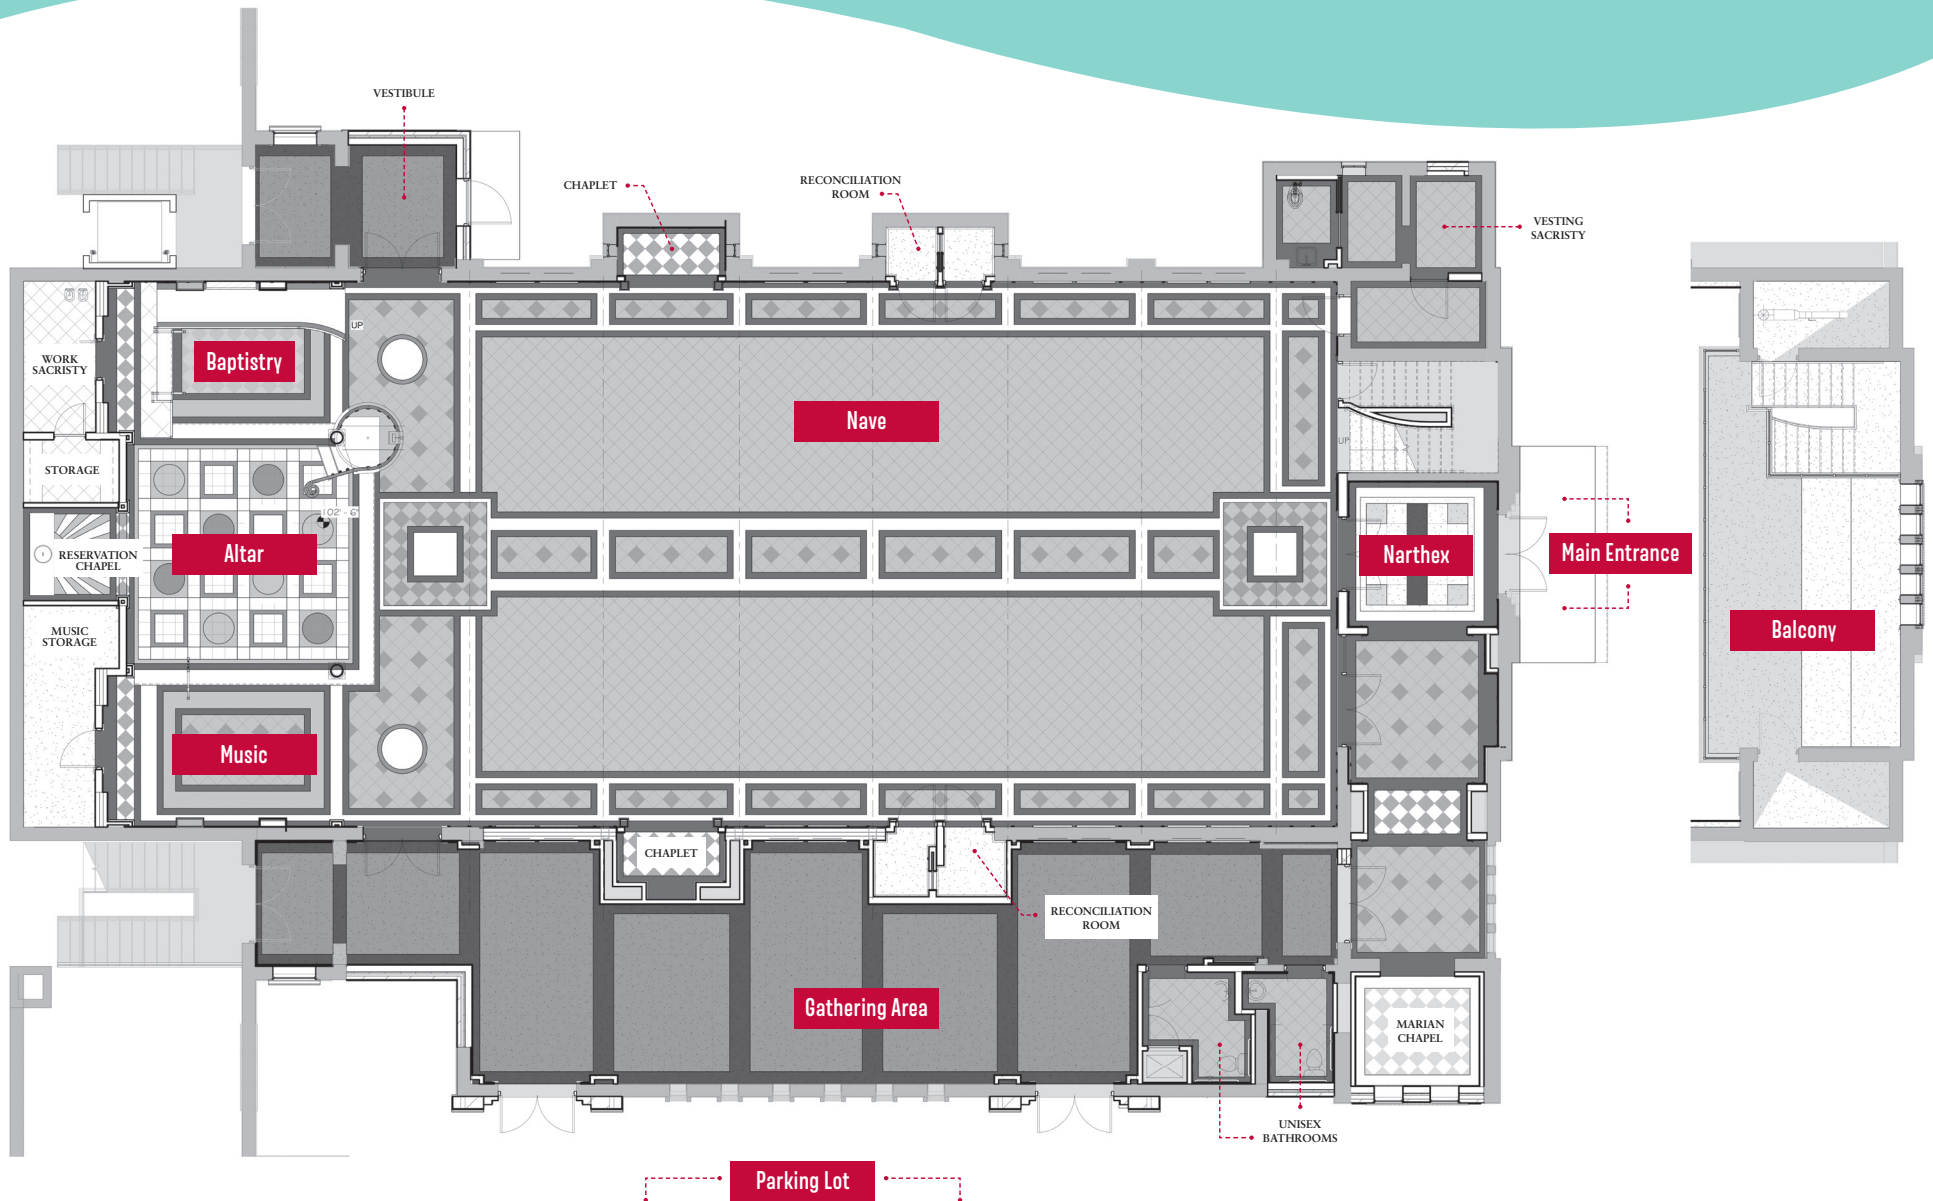 VESTIBULE
CHAPLET
RECONCILIATION
ROOM
VESTING
SACRISTY
UP
WORK
SACRISTY
Baptistry
Nave
UP
STORAGE
102' - 6"
RESERVATION
CHAPEL
Altar
Narthex
Main Entrance
MUSIC
STORAGE
Balcony
Music
CHAPLET
RECONCILIATION
ROOM
Gathering Area
MARIAN
CHAPEL
UNISEX
BATHROOMS
Parking Lot